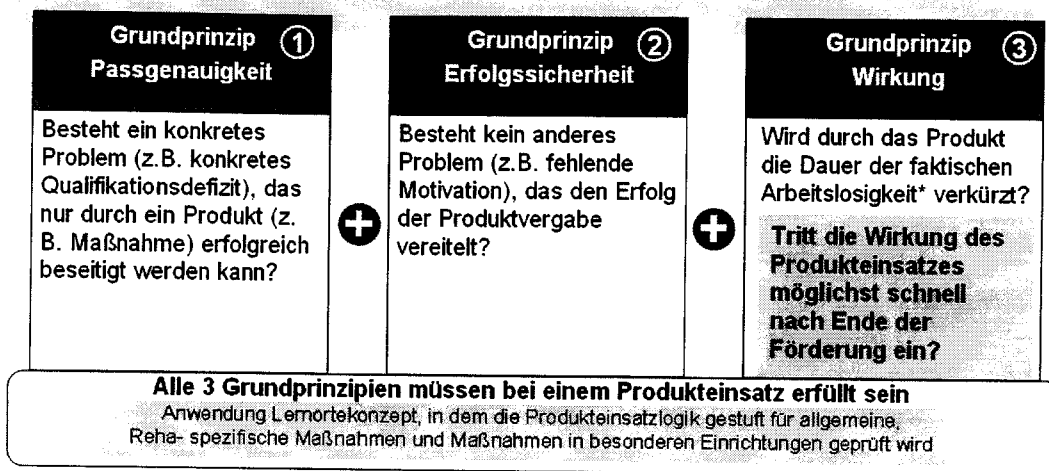 Grundprinzip ①
Passgenauigkeit
Besteht ein konkretes
Problem (z.B. konkretes
Qualifikationsdefizit), das
nur durch ein Produkt (z.
B. Maßnahme) erfolgreich
beseitigt werden kann?
+
Grundprinzip ②
Erfolgssicherheit
Besteht kein anderes
Problem (z.B. fehlende
Motivation), das den Erfolg
der Produktvergabe
vereitelt?
+
Grundprinzip ③
Wirkung
Wird durch das Produkt
die Dauer der faktischen
Arbeitslosigkeit* verkürzt?
Tritt die Wirkung des
Produkteinsatzes
möglichst schnell
nach Ende der
Förderung ein?
Alle 3 Grundprinzipien müssen bei einem Produkteinsatz erfüllt sein
Anwendung Lernortekonzept, in dem die Produkteinsatzlogik gestuft für allgemeine,
Reha- spezifische Maßnahmen und Maßnahmen in besonderen Einrichtungen geprüft wird